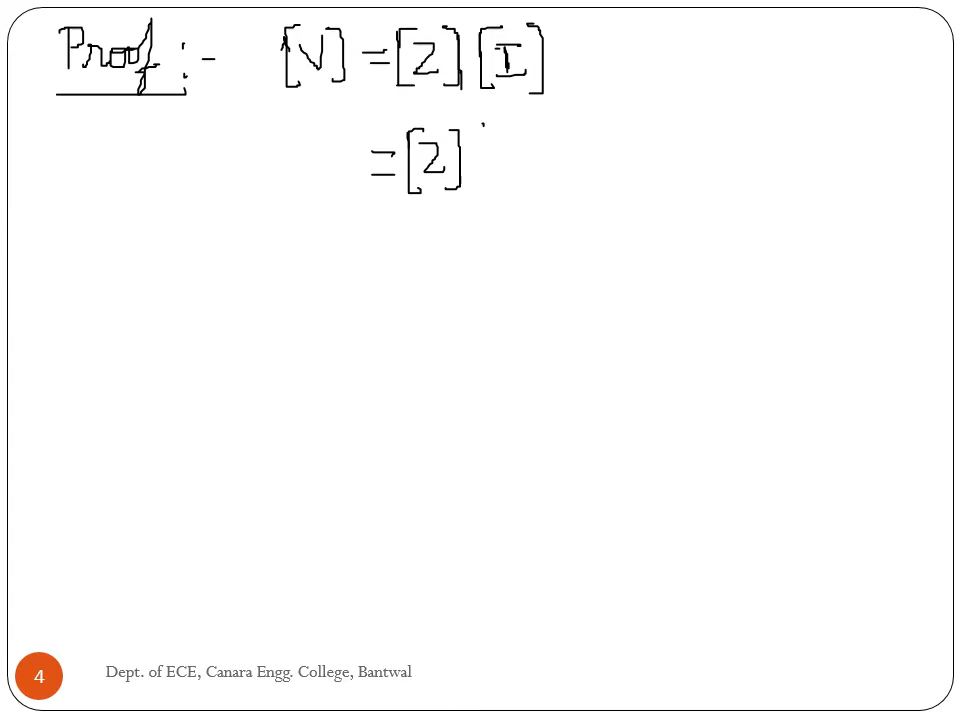 Proof :- [V] = [Z] [I]
= [Z]
4 Dept. of ECE, Canara Engg. College, Bantwal